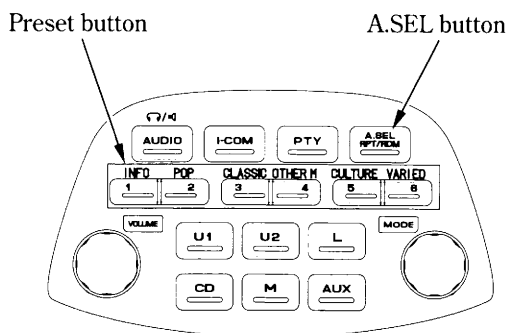 Preset button A.SEL button
AUDIO I-COM PTY A.SEL
RPT/RDM
INFO POP CLASSIC OTHER M CULTURE VARIED
1 2 3 4 5 6
VOLUME MODE
U1 U2 L
CD M AUX